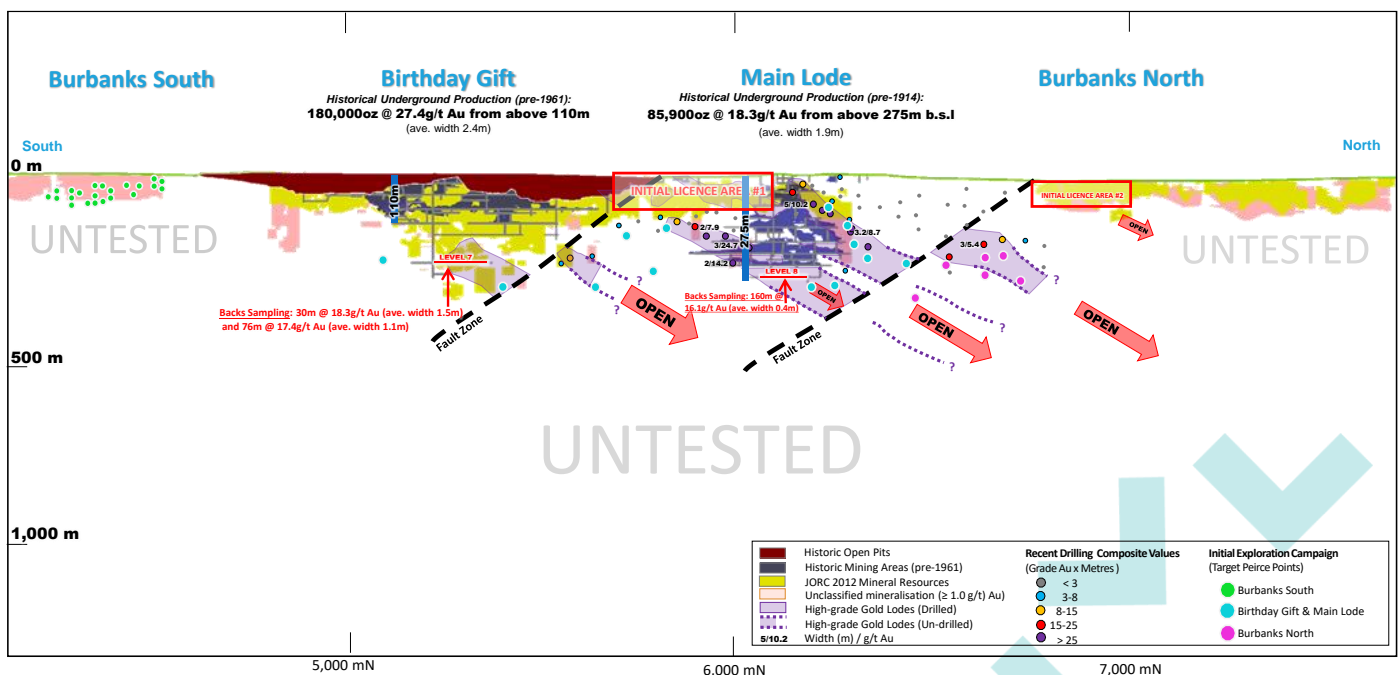 Burbanks South
Birthday Gift
Main Lode
Burbanks North
Historical Underground Production (pre-1961):
180,000oz @ 27.4g/t Au from above 110m
(ave. width 2.4m)
Historical Underground Production (pre-1914):
85,900oz @ 18.3g/t Au from above 275m b.s.l
(ave. width 1.9m)
South
North
0 m
INITIAL LICENCE AREA #1
INITIAL LICENCE AREA #2
110m
275m
5/10.2
2/7.9
3/24.7
2/14.2
3.2/8.7
3/5.4
OPEN
UNTESTED
UNTESTED
LEVEL 7
LEVEL 8
?
?
Backs Sampling: 30m @ 18.3g/t Au (ave. width 1.5m)
and 76m @ 17.4g/t Au (ave. width 1.1m)
Backs Sampling: 160m @
16.1g/t Au (ave. width 0.4m)
OPEN
OPEN
OPEN
OPEN
Fault Zone
Fault Zone
?
?
500 m
UNTESTED
1,000 m
Historic Open Pits
Historic Mining Areas (pre-1961)
JORC 2012 Mineral Resources
Unclassified mineralisation (≥ 1.0 g/t) Au)
High-grade Gold Lodes (Drilled)
High-grade Gold Lodes (Un-drilled)
5/10.2 Width (m) / g/t Au
Recent Drilling Composite Values
(Grade Au x Metres )
< 3
3-8
8-15
15-25
> 25
Initial Exploration Campaign
(Target Peirce Points)
Burbanks South
Birthday Gift & Main Lode
Burbanks North
5,000 mN
6,000 mN
7,000 mN